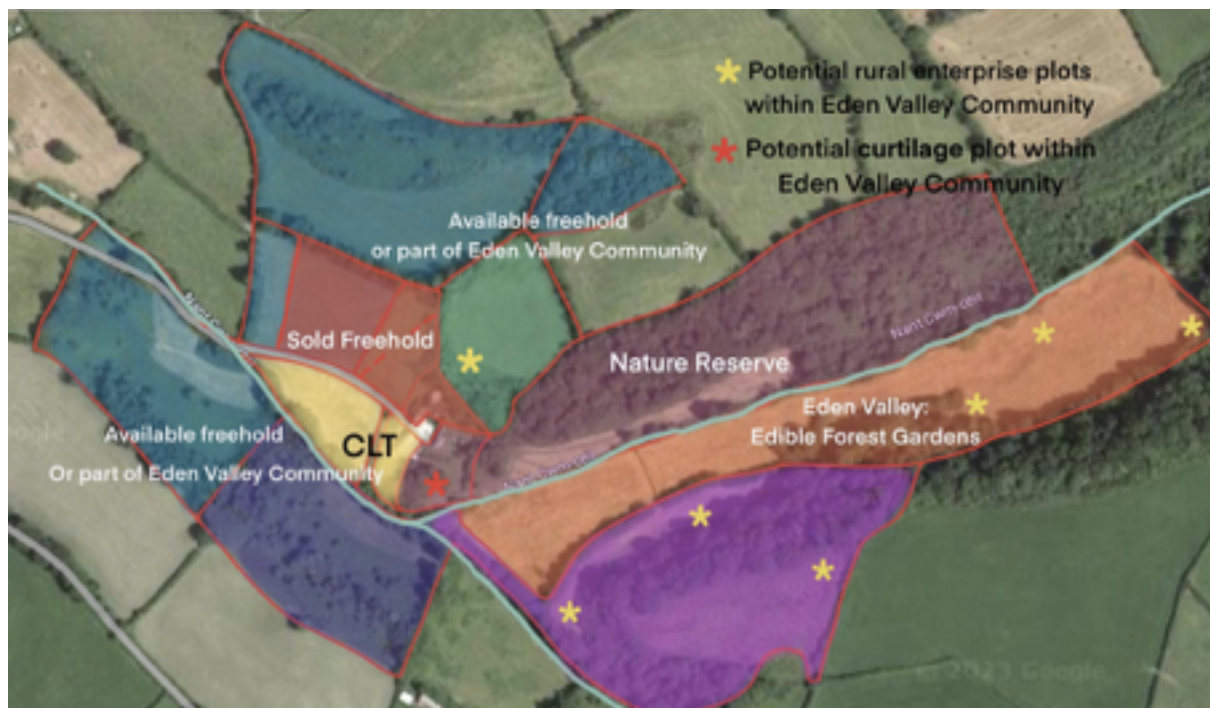 Potential rural enterprise plots
within Eden Valley Community
Potential curtilage plot within
Eden Valley Community
Available freehold
or part of Eden Valley Community
Sold Freehold
Nature Reserve
Eden Valley:
Edible Forest Gardens
CLT
Available freehold
Or part of Eden Valley Community
2023 Google